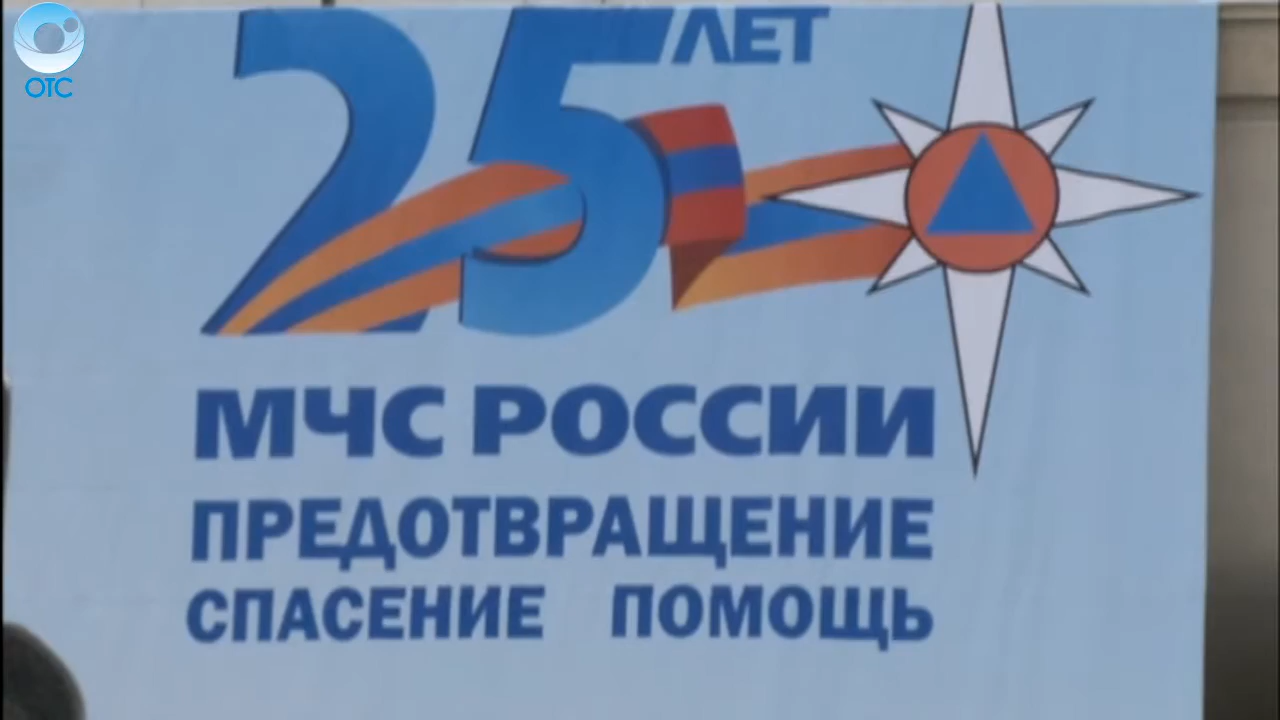 ОТС
25 ЛЕТ
МЧС РОССИИ
ПРЕДОТВРАЩЕНИЕ
СПАСЕНИЕ ПОМОЩЬ